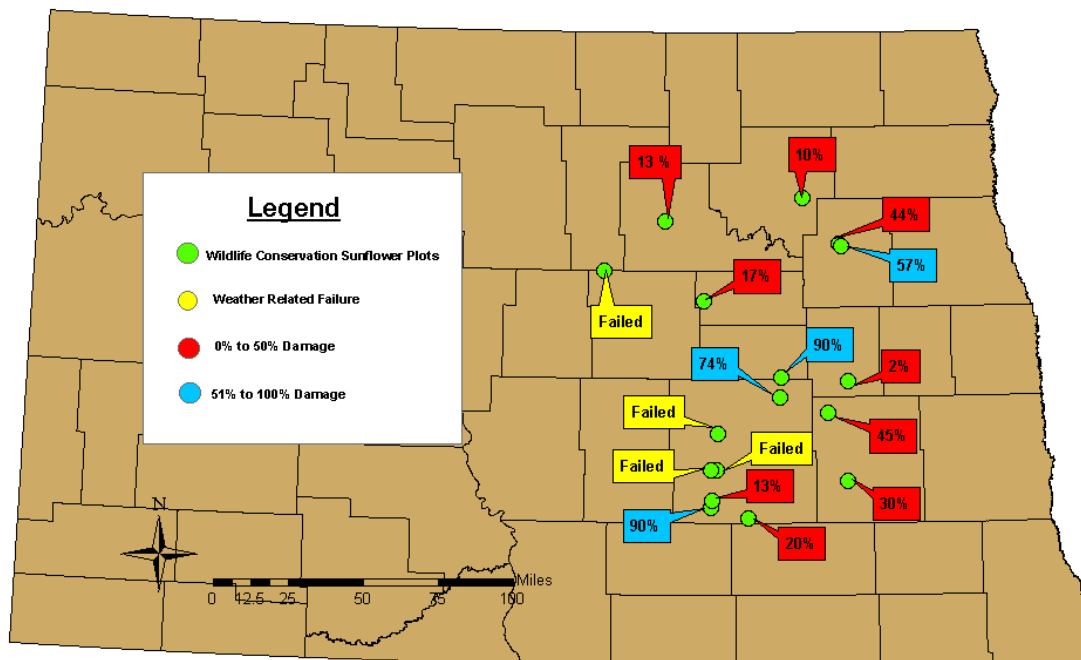 10%
13 %
44%
Legend
Wildlife Conservation Sunflower Plots
57%
17%
Weather Related Failure
Failed
0% to 50% Damage
90%
74%
2%
51% to 100% Damage
Failed
45%
Failed
Failed
13%
30%
N
90%
20%
Miles
0 12.5 25 50 75 100